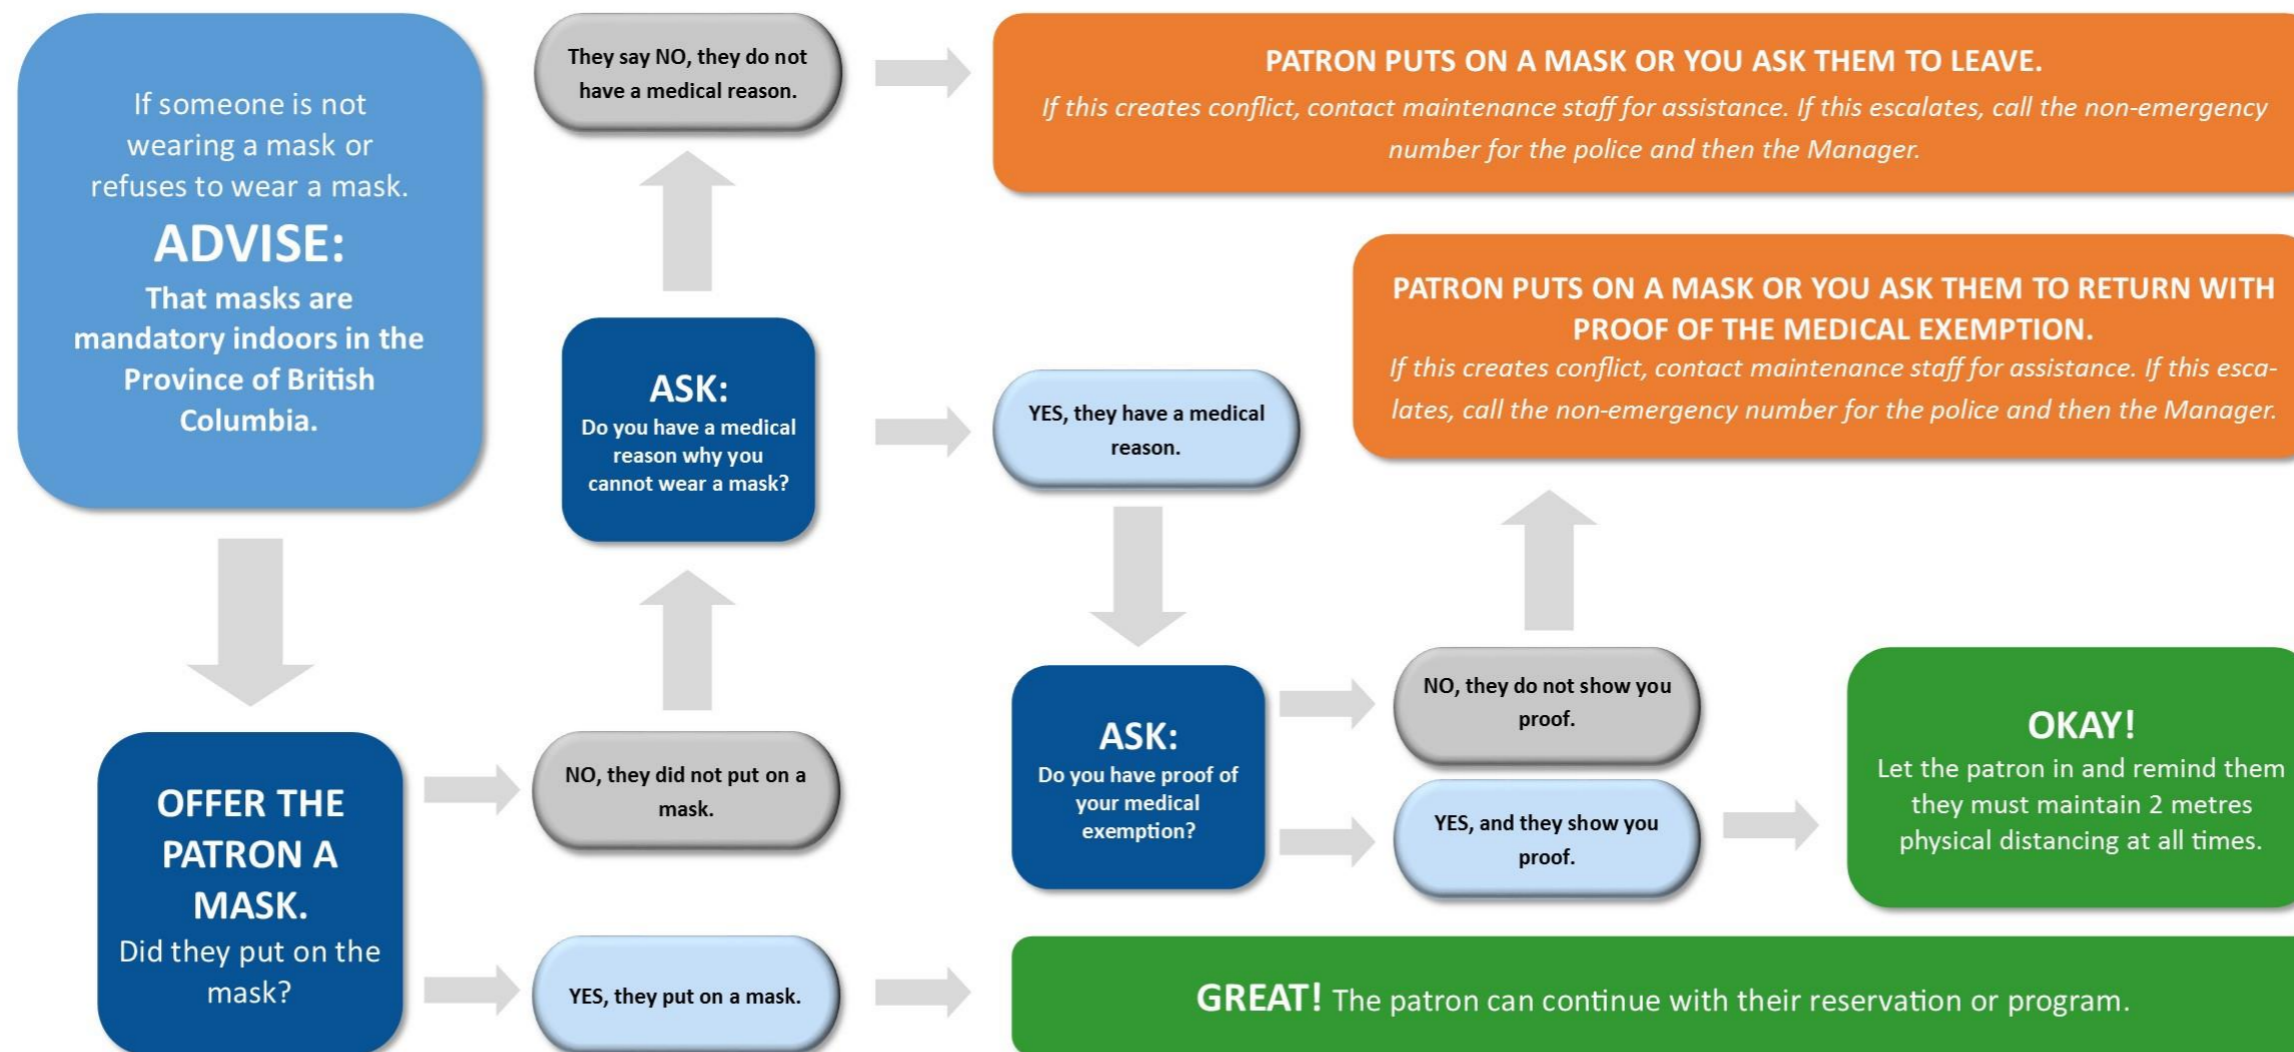 If someone is not
wearing a mask or
refuses to wear a mask.
ADVISE:
That masks are
mandatory indoors in the
Province of British
Columbia.
OFFER THE
PATRON A
MASK.
Did they put on the
mask?
NO, they did not put on a
mask.
YES, they put on a mask.
GREAT! The patron can continue with their reservation or program.
ASK:
Do you have a medical
reason why you
cannot wear a mask?
They say NO, they do not
have a medical reason.
PATRON PUTS ON A MASK OR YOU ASK THEM TO LEAVE.
If this creates conflict, contact maintenance staff for assistance. If this escalates, call the non-emergency
number for the police and then the Manager.
YES, they have a medical
reason.
ASK:
Do you have proof of
your medical
exemption?
NO, they do not show you
proof.
PATRON PUTS ON A MASK OR YOU ASK THEM TO RETURN WITH
PROOF OF THE MEDICAL EXEMPTION.
If this creates conflict, contact maintenance staff for assistance. If this esca-
lates, call the non-emergency number for the police and then the Manager.
YES, and they show you
proof.
OKAY!
Let the patron in and remind them
they must maintain 2 metres
physical distancing at all times.